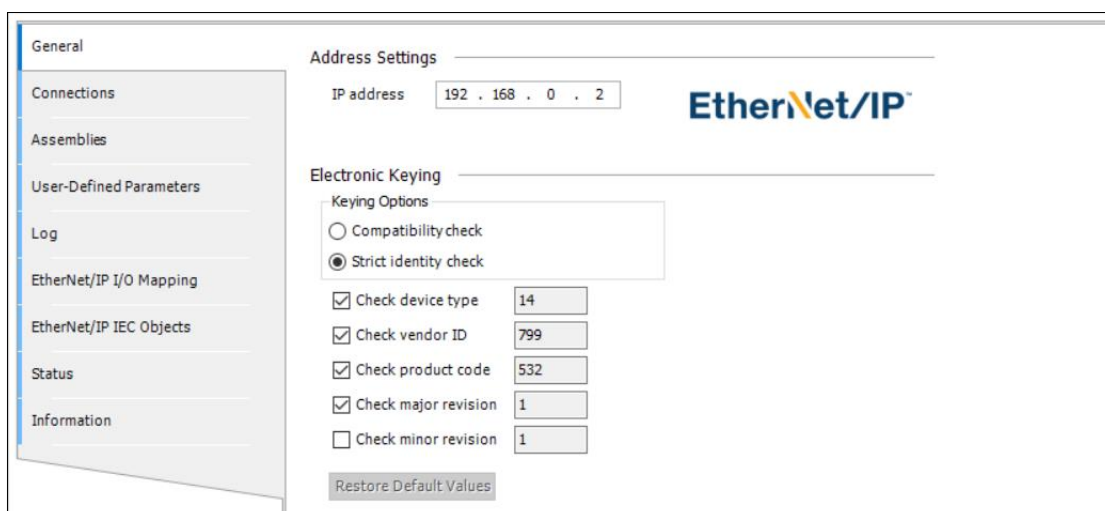 General
Connections
Assemblies
User-Defined Parameters
Log
EtherNet/IP I/O Mapping
EtherNet/IP IEC Objects
Status
Information
Address Settings
IP address 192 . 168 . 0 . 2
EtherNet/IP™
Electronic Keying
Keying Options
Compatibility check
Strict identity check
Check device type 14
Check vendor ID 799
Check product code 532
Check major revision 1
Check minor revision 1
Restore Default Values